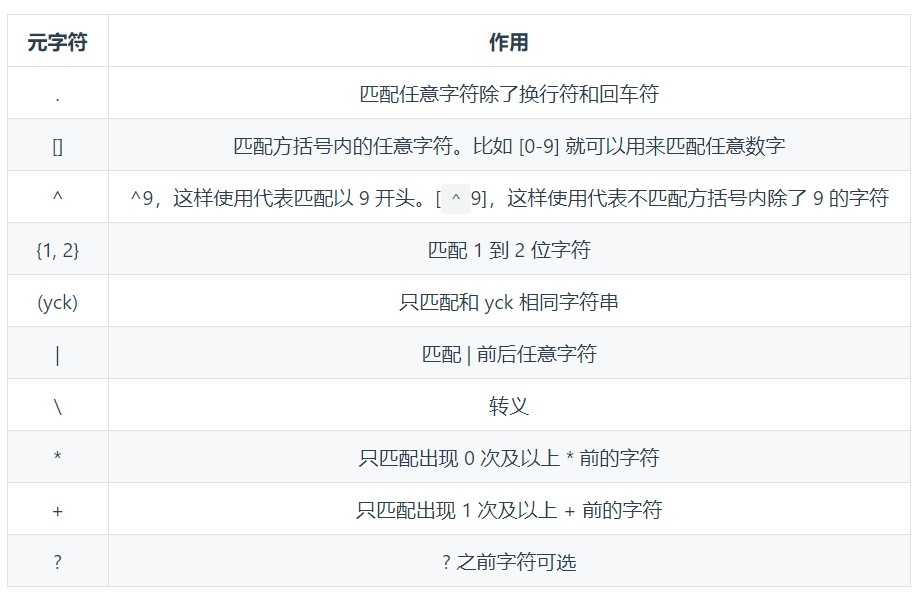 元字符 作用
. 匹配任意字符除了换行符和回车符
[] 匹配方括号内的任意字符。比如 [0-9] 就可以用来匹配任意数字
^ ^9，这样使用代表匹配以 9 开头。[ ^ 9]，这样使用代表不匹配方括号内除了 9 的字符
{1, 2} 匹配 1 到 2 位字符
(yck) 只匹配和 yck 相同字符串
| 匹配 | 前后任意字符
\ 转义
* 只匹配出现 0 次及以上 * 前的字符
+ 只匹配出现 1 次及以上 + 前的字符
? ? 之前字符可选